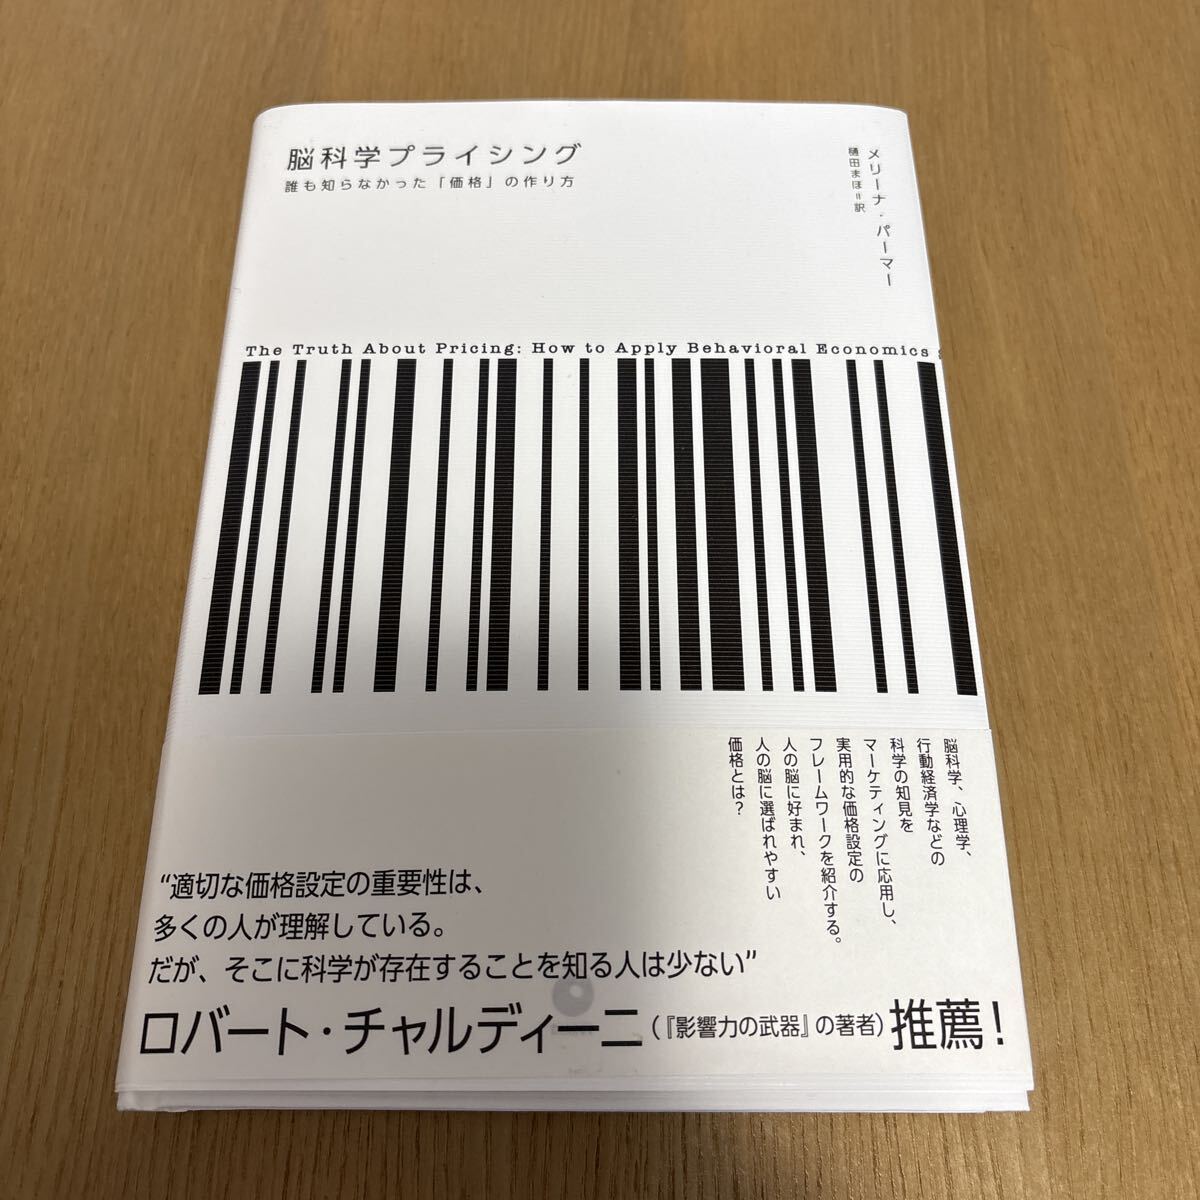 脳科学プライシング
誰も知らなかった「価格」の作り方
メリーナ・パーマー
樋田まほ=訳
The Truth About Pricing: How to Apply Behavioral Economics
脳科学、心理学、
行動経済学などの
科学の知見を
マーケティングに応用し、
実用的な価格設定の
フレームワークを紹介する。
人の脳に好まれ、
人の脳に選ばれやすい
価格とは?
“適切な価格設定の重要性は、
多くの人が理解している。
だが、そこに科学が存在することを知る人は少ない”
ロバート・チャルディーニ(『影響力の武器』の著者)推薦!